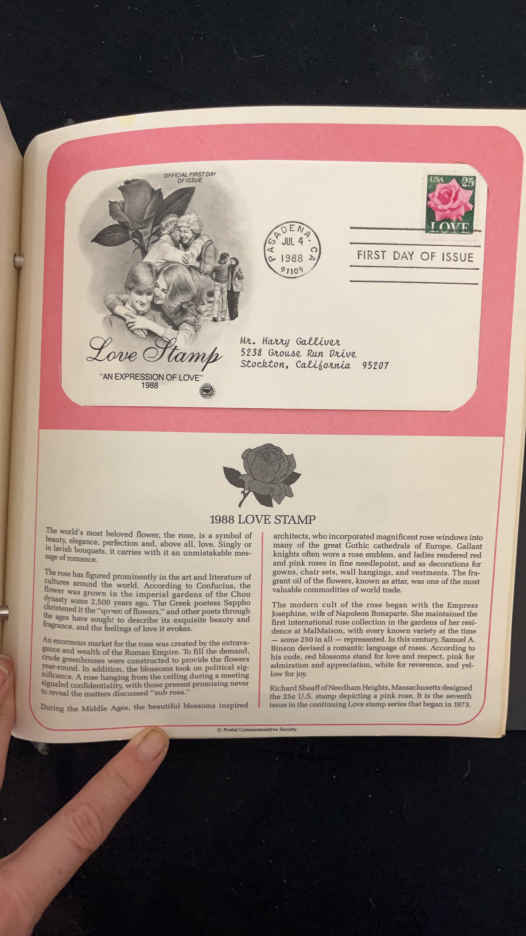 OFFICIAL FIRST DAY
OF ISSUE
USA 25
LOVE
PASADENA, CA
JUL 4
1988
91109
FIRST DAY OF ISSUE
Love Stamp
"AN EXPRESSION OF LOVE"
1988
Mr. Harry Galliver
5238 Grouse Run Drive
Stockton, California 95207
1988 LOVE STAMP
The world's most beloved flower, the rose, is a symbol of
beauty, elegance, perfection and, above all, love. Singly or
in lavish bouquets, it carries with it an unmistakable mes-
sage of romance.
The rose has figured prominently in the art and literature of
cultures around the world. According to Confucius, the
flower was grown in the imperial gardens of the Chou
dynasty some 2,500 years ago. The Greek poetess Sappho
christened it the "queen of flowers," and other poets through
the ages have sought to describe its exquisite beauty and
fragrance, and the feelings of love it evokes.
An enormous market for the rose was created by the extrava-
gance and wealth of the Roman Empire. To fill the demand,
crude greenhouses were constructed to provide the flowers
year-round. In addition, the blossoms took on political sig-
nificance. A rose hanging from the ceiling during a meeting
signaled confidentiality, with those present promising never
to reveal the matters discussed "sub rosa."
During the Middle Ages, the beautiful blossoms inspired
architects, who incorporated magnificent rose windows into
many of the great Gothic cathedrals of Europe. Gallant
knights often wore a rose emblem, and ladies rendered red
and pink roses in fine needlepoint, and as decorations for
gowns, chair sets, wall hangings, and vestments. The fra-
grant oil of the flowers, known as attar, was one of the most
valuable commodities of world trade.
The modern cult of the rose began with the Empress
Josephine, wife of Napoleon Bonaparte. She maintained the
first international rose collection in the gardens of her resi-
dence at MalMaison, with every known variety at the time
— some 250 in all — represented. In this century, Samuel A.
Binson devised a romantic language of roses. According to
his code, red blossoms stand for love and respect, pink for
admiration and appreciation, white for reverence, and yel-
low for joy.
Richard Sheaff of Needham Heights, Massachusetts designed
the 25¢ U.S. stamp depicting a pink rose. It is the seventh
issue in the continuing Love stamp series that began in 1973.
© Postal Commemorative Society